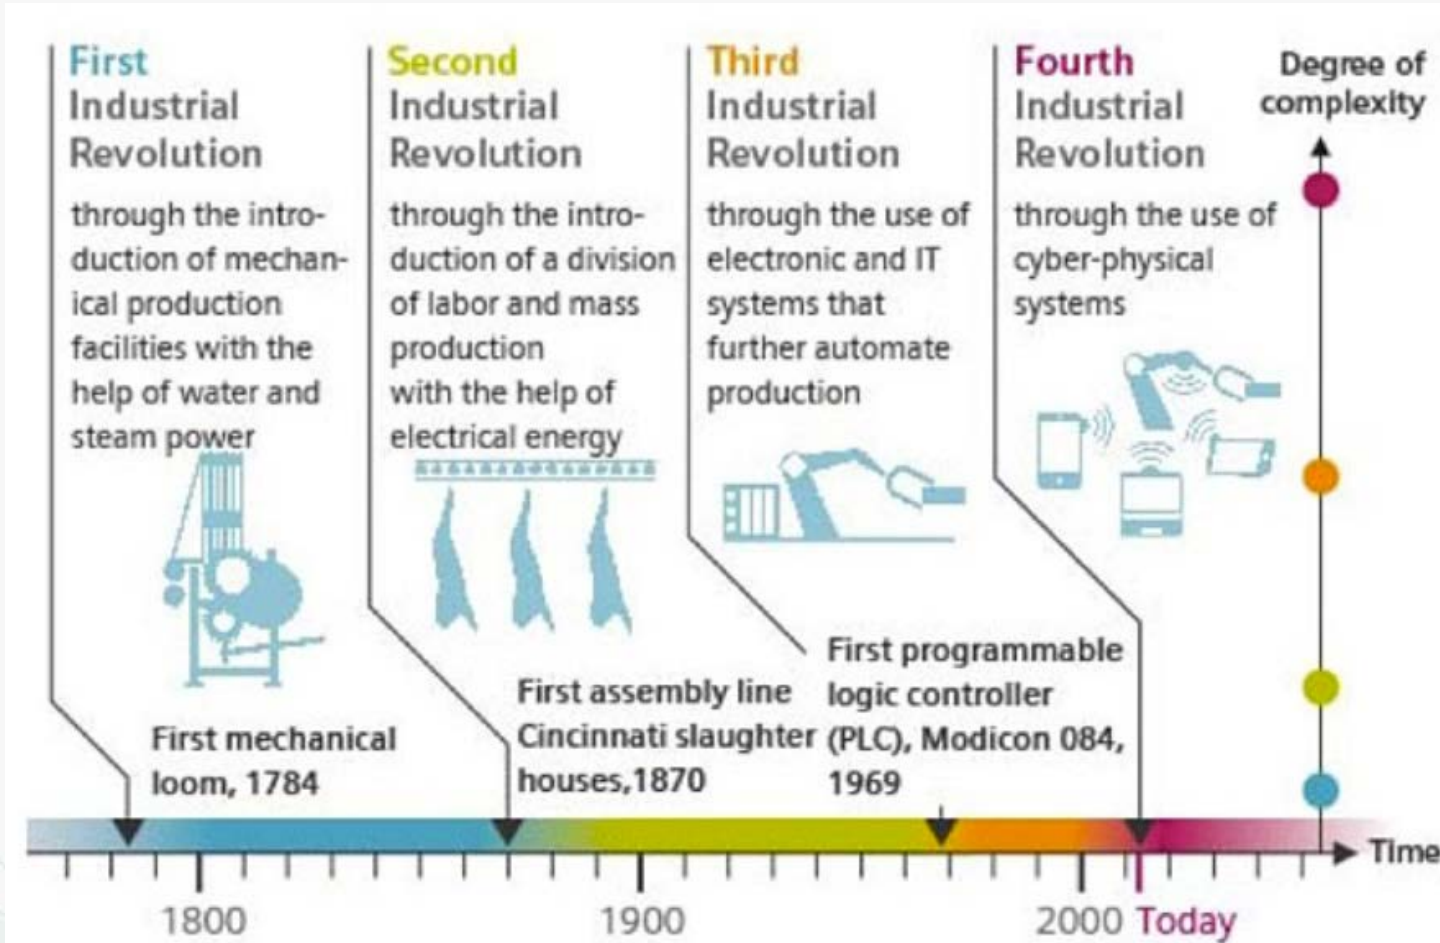 First
Industrial
Revolution
through the intro-
duction of mechan-
ical production
facilities with the
help of water and
steam power
First mechanical
loom, 1784
Second
Industrial
Revolution
through the intro-
duction of a division
of labor and mass
production
with the help of
electrical energy
First assembly line
Cincinnati slaughter
houses,1870
Third
Industrial
Revolution
through the use of
electronic and IT
systems that
further automate
production
First programmable
logic controller
(PLC), Modicon 084,
1969
Fourth
Industrial
Revolution
through the use of
cyber-physical
systems
Degree of
complexity
Time
1800
1900
2000
Today